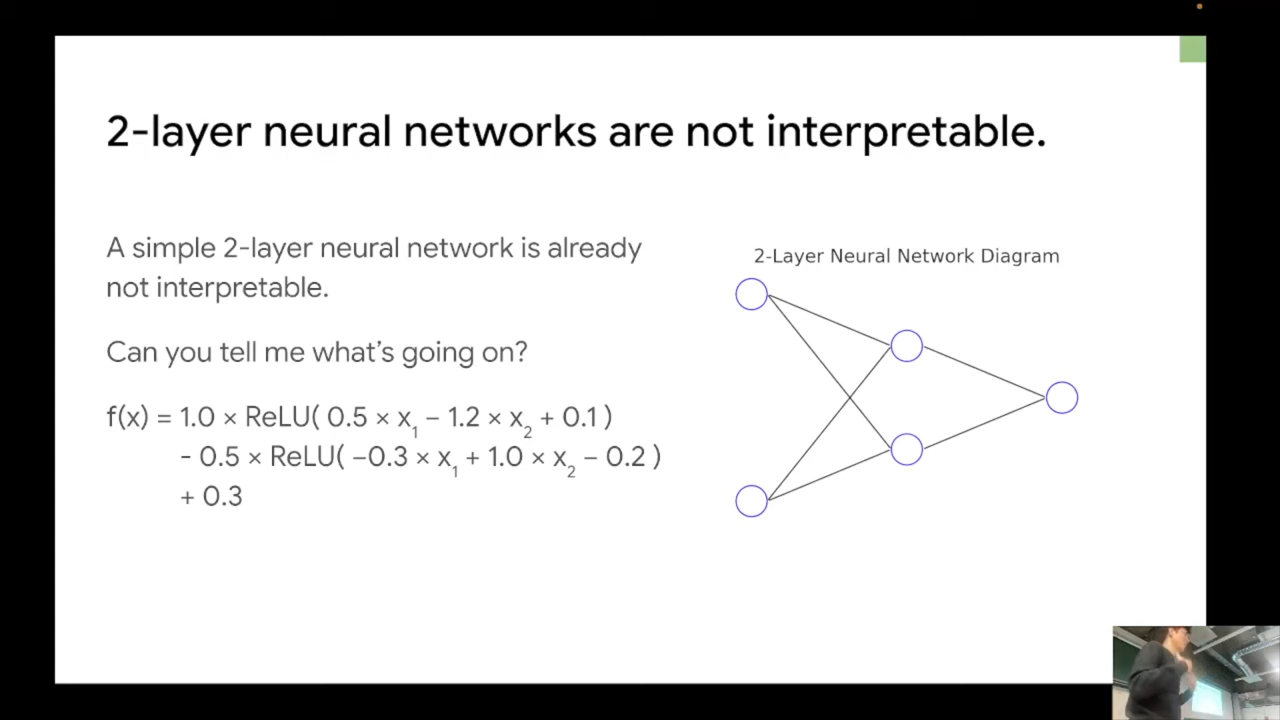 2-layer neural networks are not interpretable.
A simple 2-layer neural network is already
not interpretable.
Can you tell me what's going on?
f(x) = 1.0 × ReLU( 0.5 × x₁ − 1.2 × x₂ + 0.1 )
- 0.5 × ReLU( −0.3 × x₁ + 1.0 × x₂ − 0.2 )
+ 0.3
2-Layer Neural Network Diagram